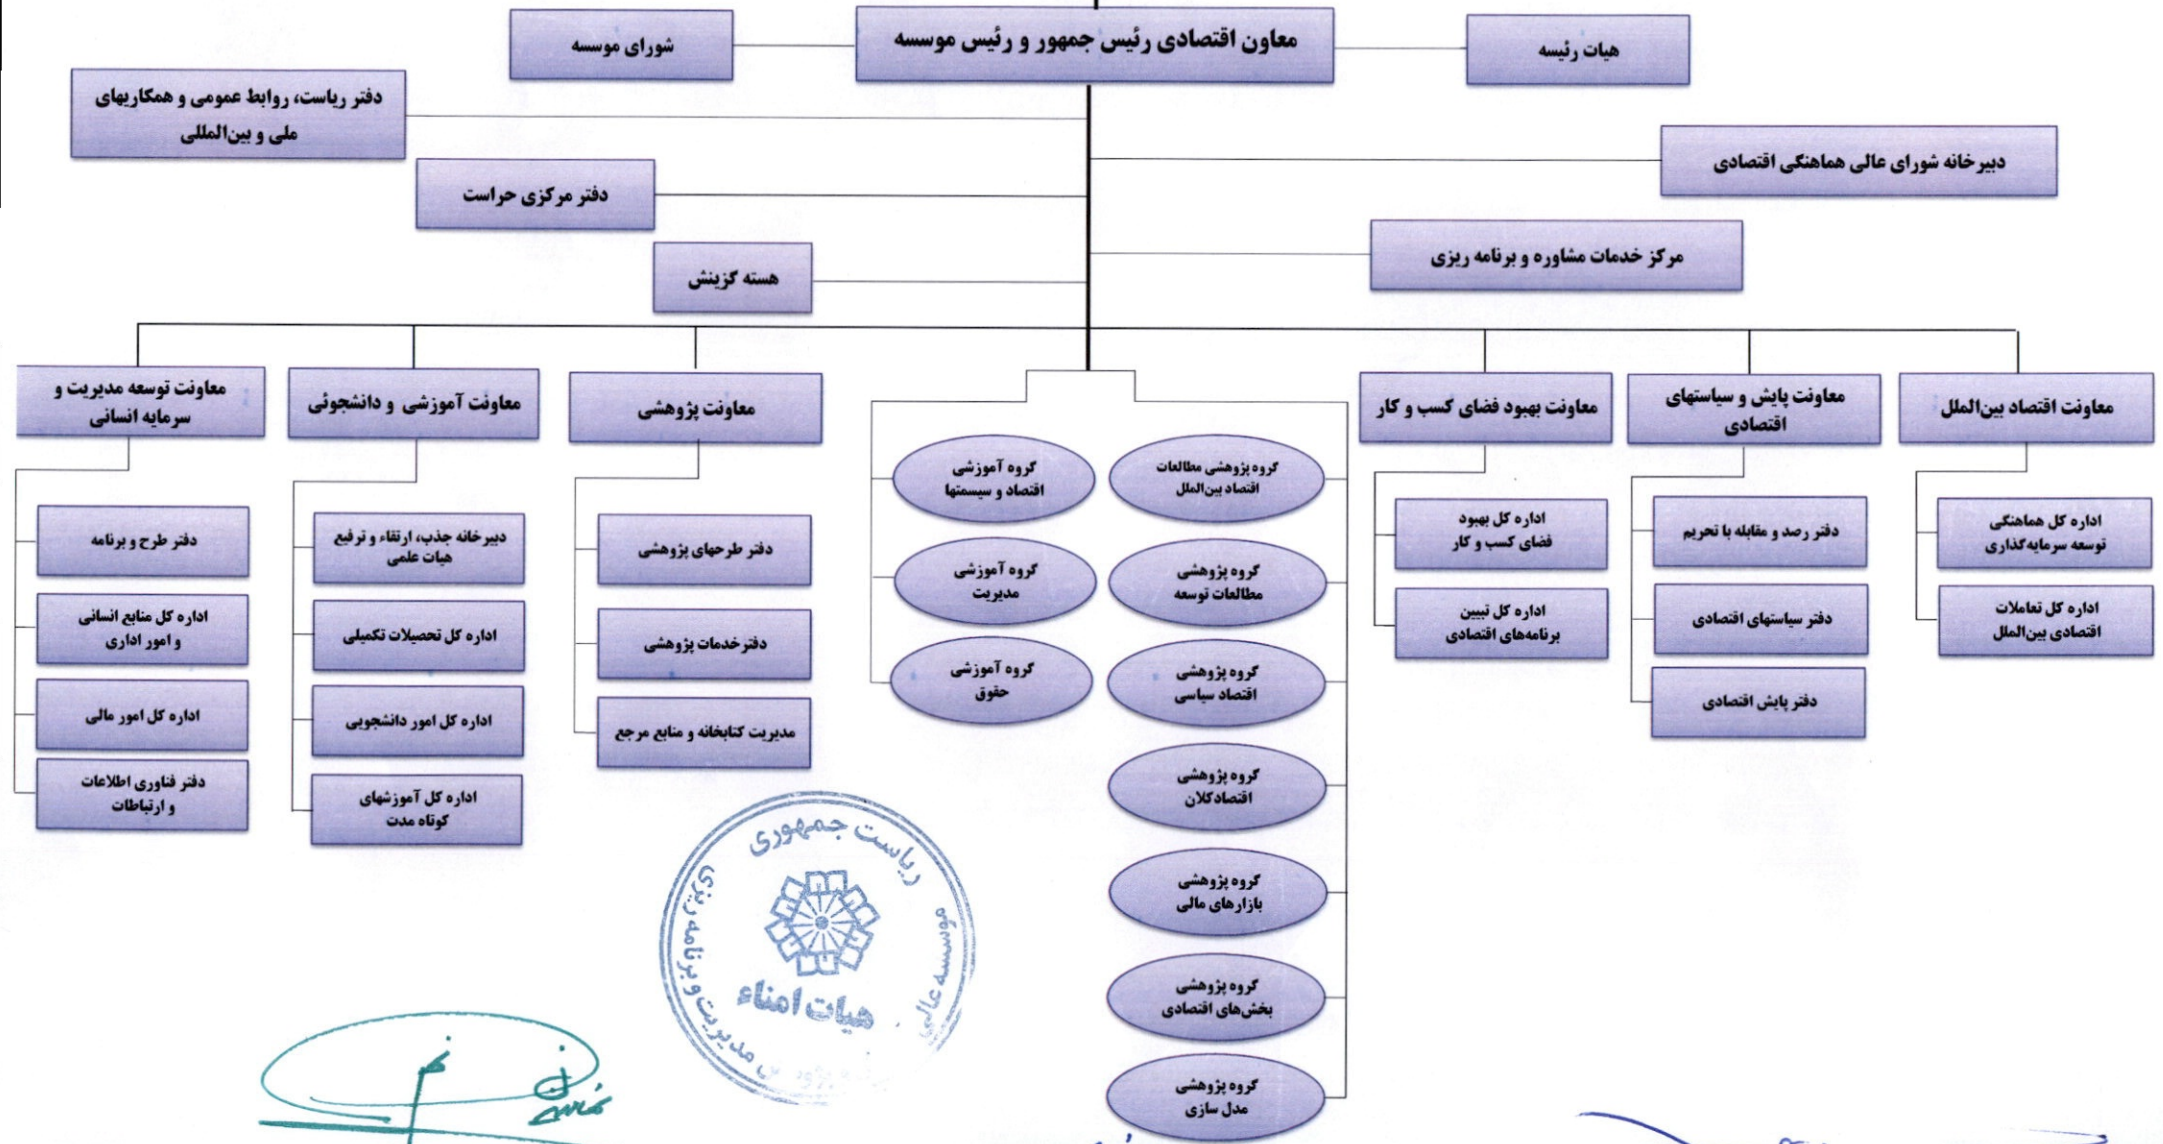 معاون اقتصادی رئیس جمهور و رئیس موسسه
هیات رئیسه
شورای موسسه
دفتر ریاست، روابط عمومی و همکاریهای
ملی و بین‌المللی
دبیرخانه شورای عالی هماهنگی اقتصادی
دفتر مرکزی حراست
مرکز خدمات مشاوره و برنامه ریزی
هسته گزینش
معاونت اقتصاد بین‌الملل
اداره کل هماهنگی
توسعه سرمایه‌گذاری
اداره کل تعاملات
اقتصادی بین‌الملل
معاونت پایش و سیاستهای
اقتصادی
دفتر رصد و مقابله با تحریم
دفتر سیاستهای اقتصادی
دفتر پایش اقتصادی
معاونت بهبود فضای کسب و کار
اداره کل بهبود
فضای کسب و کار
اداره کل تبیین
برنامه‌های اقتصادی
گروه پژوهشی مطالعات
اقتصاد بین‌الملل
گروه پژوهشی
مطالعات توسعه
گروه پژوهشی
اقتصاد سیاسی
گروه پژوهشی
اقتصادکلان
گروه پژوهشی
بازارهای مالی
گروه پژوهشی
بخش‌های اقتصادی
گروه پژوهشی
مدل سازی
گروه آموزشی
اقتصاد و سیستمها
گروه آموزشی
مدیریت
گروه آموزشی
حقوق
معاونت پژوهشی
دفتر طرحهای پژوهشی
دفترخدمات پژوهشی
مدیریت کتابخانه و منابع مرجع
معاونت آموزشی و دانشجوئی
دبیرخانه جذب، ارتقاء و ترفیع
هیات علمی
اداره کل تحصیلات تکمیلی
اداره کل امور دانشجویی
اداره کل آموزشهای
کوتاه مدت
معاونت توسعه مدیریت و
سرمایه انسانی
دفتر طرح و برنامه
اداره کل منابع انسانی
و امور اداری
اداره کل امور مالی
دفتر فناوری اطلاعات
و ارتباطات
ریاست جمهوری
موسسه عالی
مدیریت و برنامه ریزی
هیات امناء